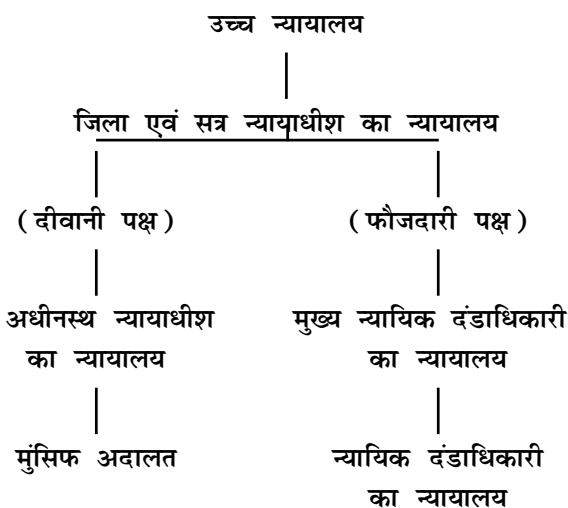 उच्च न्यायालय
जिला एवं सत्र न्यायाधीश का न्यायालय
(दीवानी पक्ष)
(फौजदारी पक्ष)
अधीनस्थ न्यायाधीश
का न्यायालय
मुख्य न्यायिक दंडाधिकारी
का न्यायालय
मुंसिफ अदालत
न्यायिक दंडाधिकारी
का न्यायालय